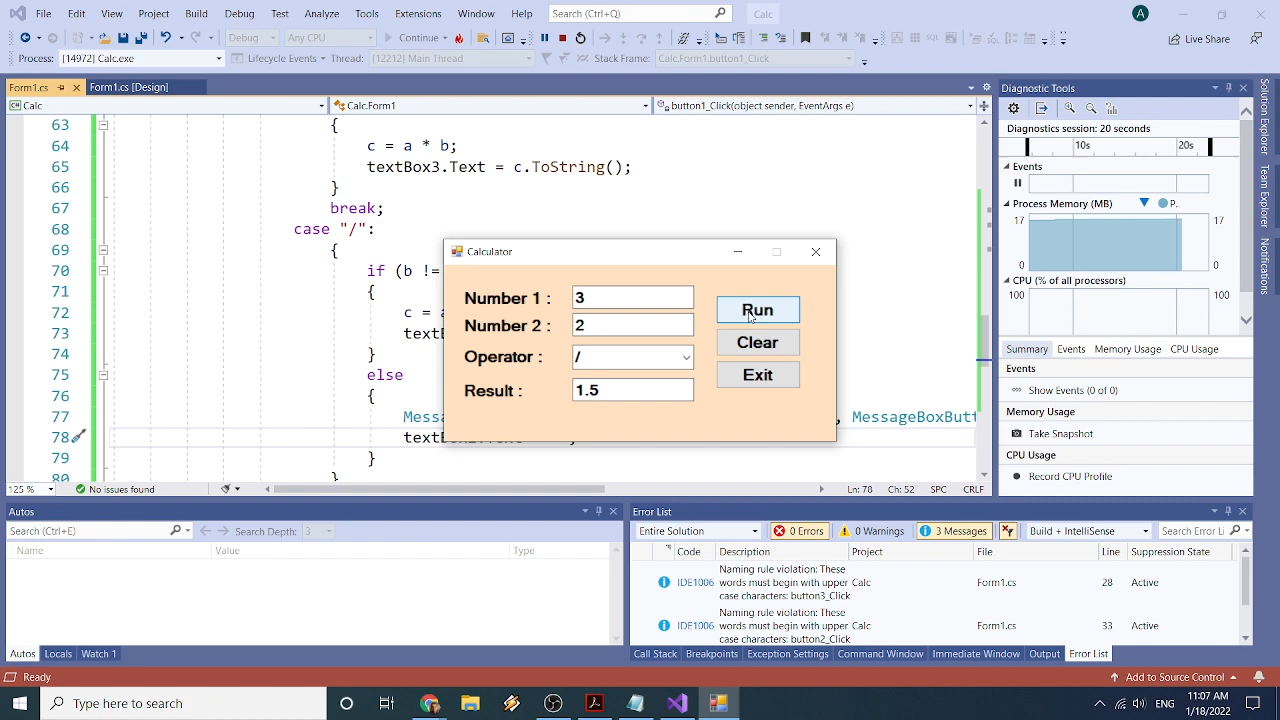 File Edit View Git Project Build Debug Test Analyze Tools Extensions Window Help Search (Ctrl+Q) Calc A
Debug Any CPU Continue Live Share
Process: [14972] Calc.exe Lifecycle Events Thread: [12212] Main Thread Stack Frame: Calc.Form1.button1_Click
Form1.cs Form1.cs [Design]
Calc Calc.Form1 button1_Click(object sender, EventArgs e)
63 {
64 c = a * b;
65 textBox3.Text = c.ToString();
66 }
67 break;
68 case "/":
69 {
70 if (b !=
71 {
72 c =
73
74 }
75 else
76 {
77 , MessageBoxButt
78
79 }
80
Calculator
Number 1 : 3
Number 2 : 2
Operator : /
Result : 1.5
Run
Clear
Exit
125 % No issues found Ln: 78 Ch: 52 SPC CRLF
Diagnostic Tools
Diagnostics session: 20 seconds
10s 20s
Events
Process Memory (MB) P..
17 17
0 0
CPU (% of all processors)
100 100
Summary Events Memory Usage CPU Usage
Events
Show Events (0 of 0)
Memory Usage
Take Snapshot
CPU Usage
Record CPU Profile
Solution Explorer
Team Explorer
Notifications
Autos
Search (Ctrl+E) Search Depth: 3
Name Value Type
Autos Locals Watch 1
Error List
Entire Solution 0 Errors 0 Warnings 3 Messages Build + IntelliSense Search Error Li
Code Description Project File Line Suppression State
IDE1006 Naming rule violation: These
words must begin with upper Calc Form1.cs 28 Active
case characters: button3_Click
IDE1006 Naming rule violation: These
words must begin with upper Calc Form1.cs 33 Active
case characters: button2_Click
Call Stack Breakpoints Exception Settings Command Window Immediate Window Output Error List
Ready Add to Source Control
Type here to search
ENG
11:07 AM
1/18/2022